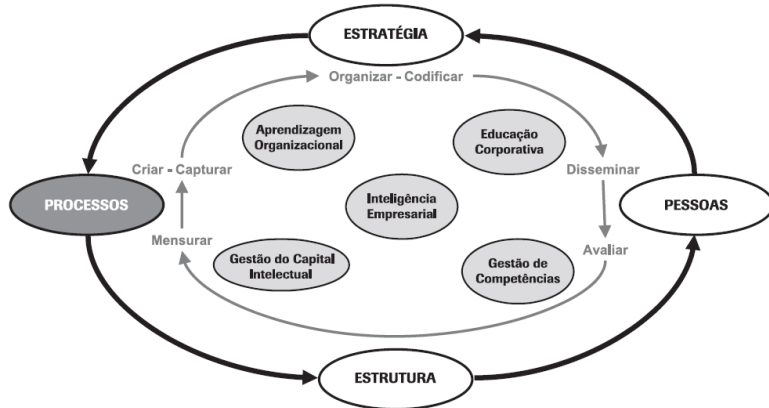 ESTRATÉGIA
Organizar - Codificar
Aprendizagem
Organizacional
Educação
Corporativa
Criar - Capturar
Disseminar
PROCESSOS
Inteligência
Empresarial
PESSOAS
Mensurar
Avaliar
Gestão do Capital
Intelectual
Gestão de
Competências
ESTRUTURA